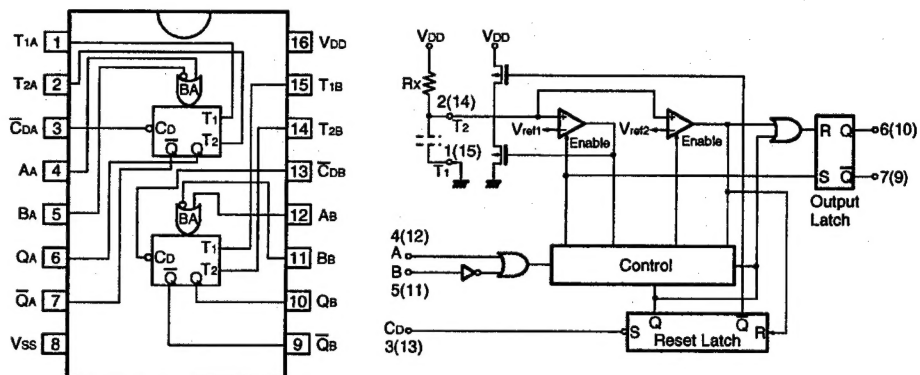 T1A 1
T2A 2
C̅DA 3
AA 4
BA 5
QA 6
Q̅A 7
VSS 8
16 VDD
15 T1B
14 T2B
13 C̅DB
12 AB
11 BB
10 QB
9 Q̅B
BA
CD T1
T2
Q̅ Q
BA
CD T1
T2
Q̅ Q
VDD VDD
Rx
2(14)
T2
1(15)
T1
Vref1
Enable
Vref2
Enable
R Q 6(10)
S Q̅ 7(9)
Output
Latch
4(12)
A
B
5(11)
Control
CD
3(13)
Q Q̅
S R
Reset Latch